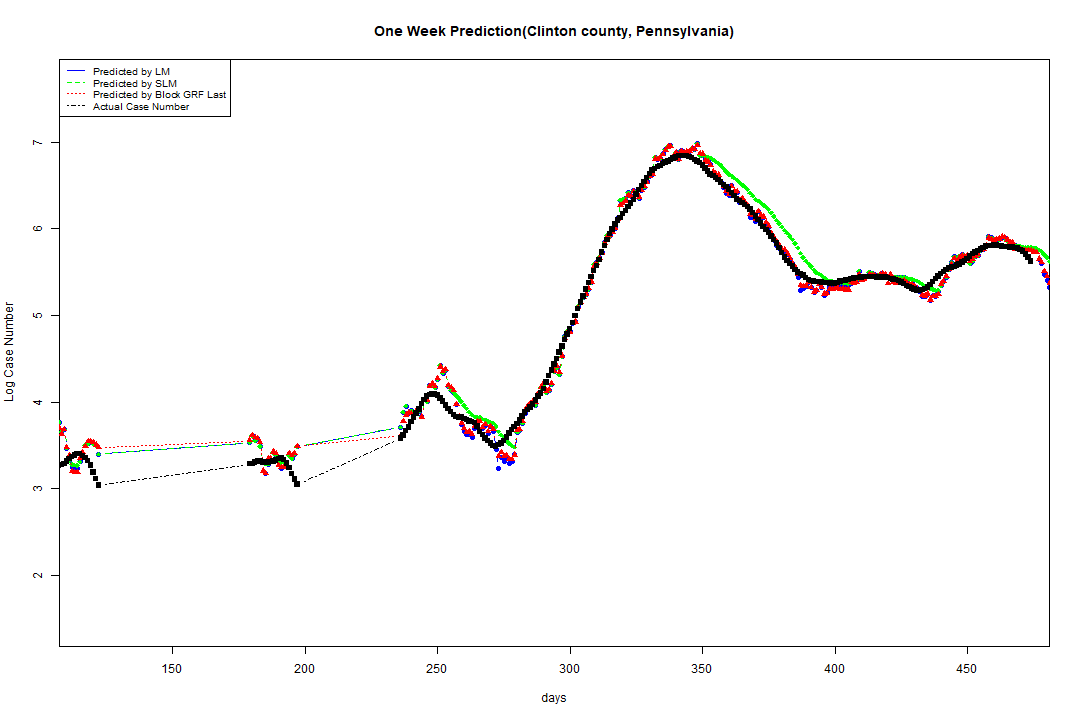 One Week Prediction(Clinton county, Pennsylvania)
Predicted by LM
Predicted by SLM
Predicted by Block GRF Last
Actual Case Number
7
6
5
4
3
2
Log Case Number
150 200 250 300 350 400 450
days